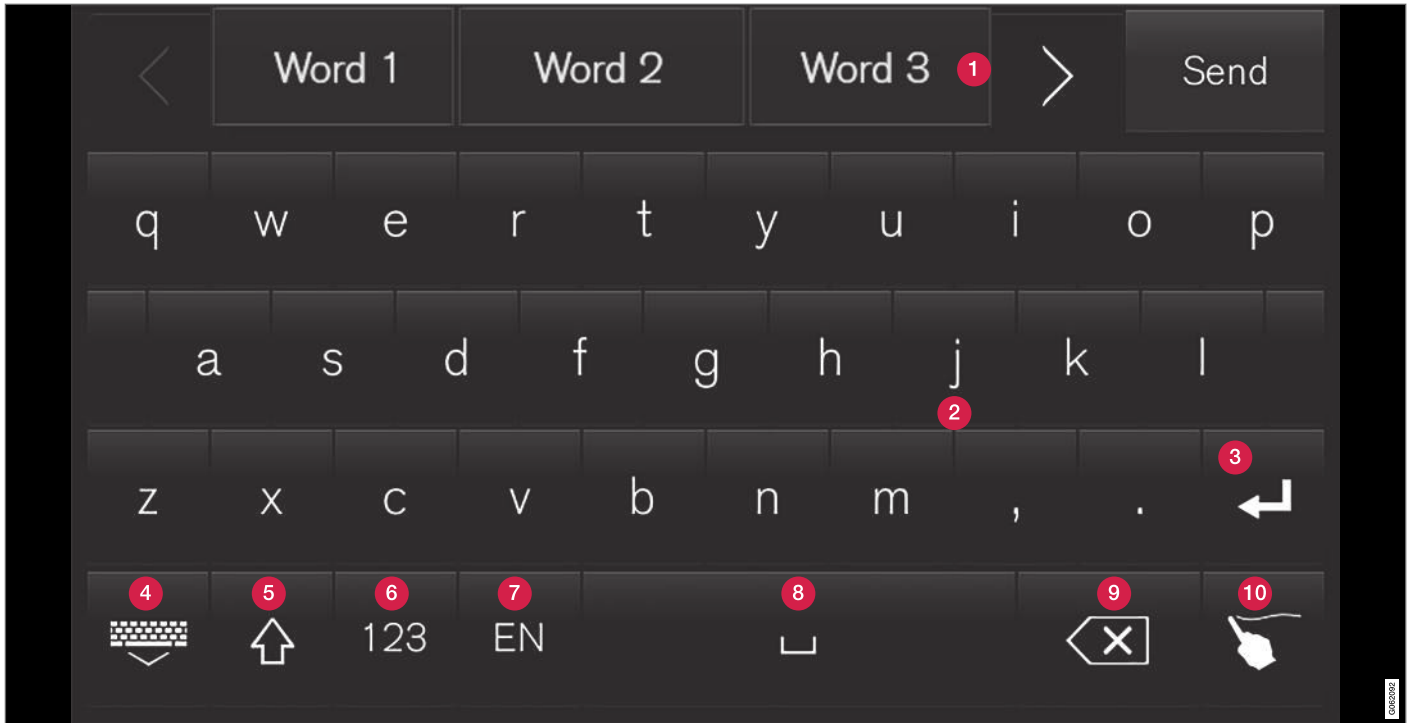 Word 1 Word 2 Word 3 1 Send
q w e r t y u i o p
a s d f g h j k l
2
3
z x c v b n m , .
4 5 6 7 8 9 10
123 EN
G062092